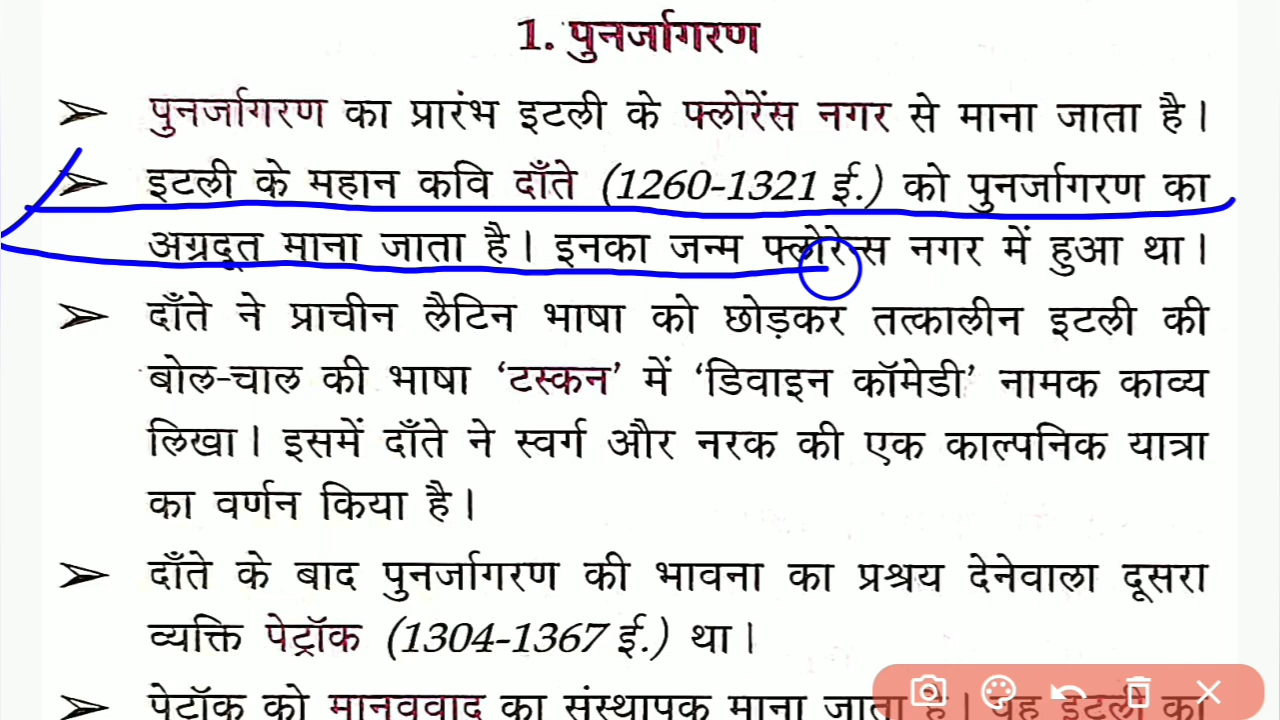 1. पुनर्जागरण
➢ पुनर्जागरण का प्रारंभ इटली के फ्लोरेंस नगर से माना जाता है।
➢ इटली के महान कवि दाँते (1260-1321 ई.) को पुनर्जागरण का
अग्रदूत माना जाता है। इनका जन्म फ्लोरेन्स नगर में हुआ था।
➢ दाँते ने प्राचीन लैटिन भाषा को छोड़कर तत्कालीन इटली की
बोल-चाल की भाषा ‘टस्कन’ में ‘डिवाइन कॉमेडी’ नामक काव्य
लिखा। इसमें दाँते ने स्वर्ग और नरक की एक काल्पनिक यात्रा
का वर्णन किया है।
➢ दाँते के बाद पुनर्जागरण की भावना का प्रश्रय देनेवाला दूसरा
व्यक्ति पेट्रॉक (1304-1367 ई.) था।
➢ पेट्रॉक को मानववाद का संस्थापक माना जाता है। यह इटली का